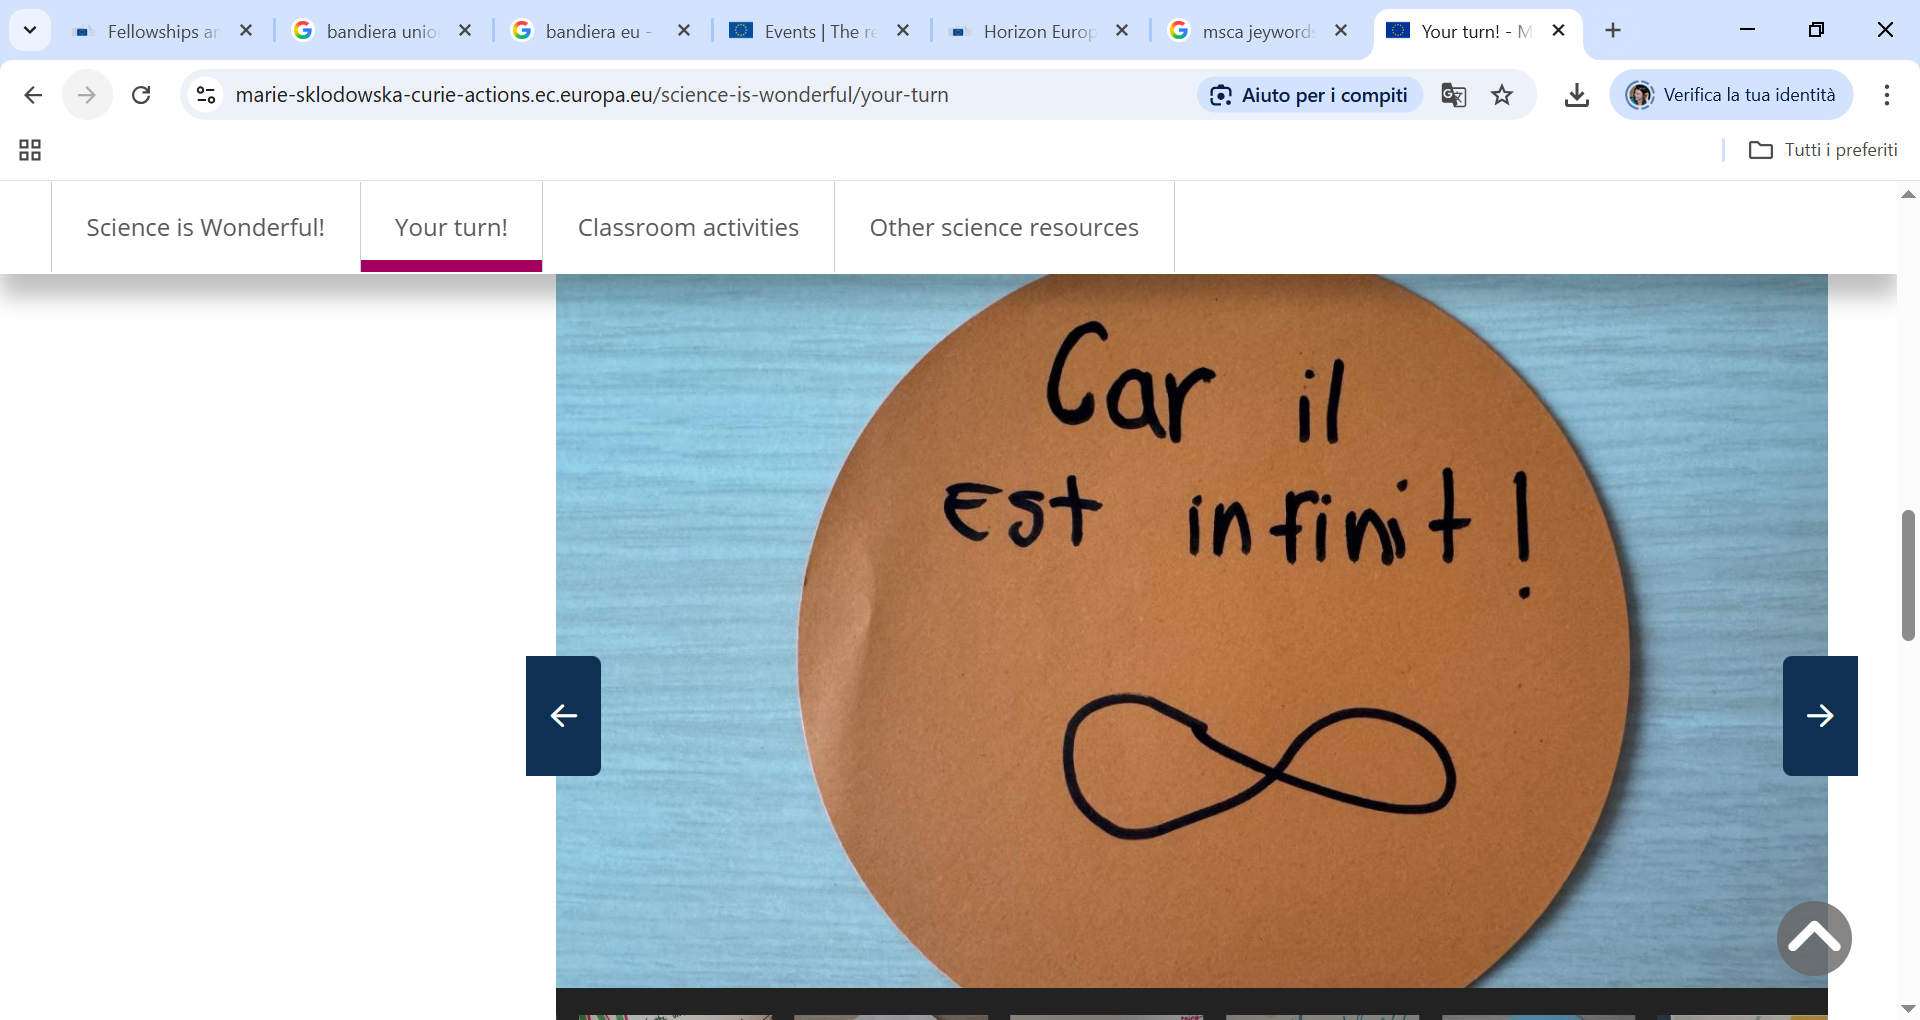 Fellowships an
bandiera unio
bandiera eu -
Events | The re
Horizon Europ
msca jeyword
Your turn! - M
marie-sklodowska-curie-actions.ec.europa.eu/science-is-wonderful/your-turn
Aiuto per i compiti
Verifica la tua identità
Tutti i preferiti
Science is Wonderful!
Your turn!
Classroom activities
Other science resources
Car il
Est infinit !